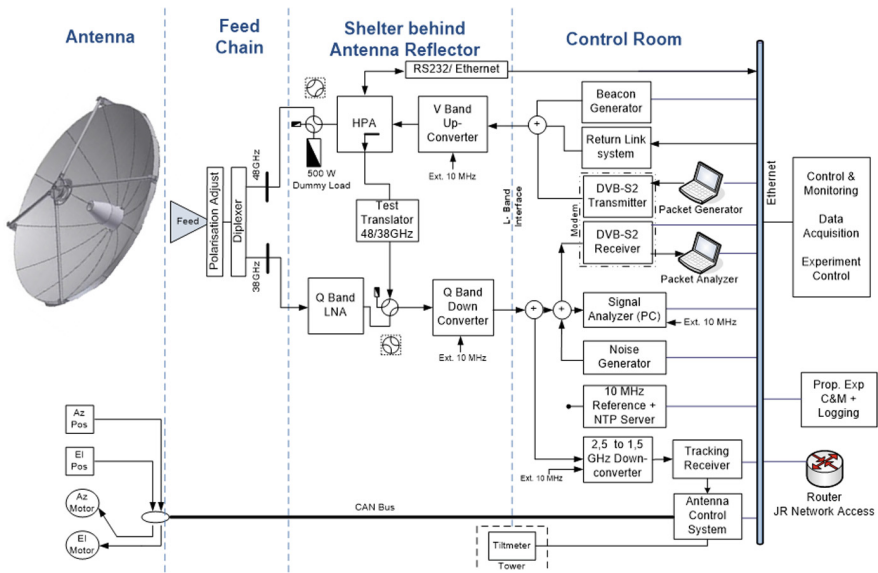 Antenna
Feed
Chain
Shelter behind
Antenna Reflector
Control Room
RS232/ Ethernet
HPA
V Band
Up-
Converter
Ext. 10 MHz
500 W
Dummy Load
48GHz
38GHz
Feed
Polarisation Adjust
Diplexer
Test
Translator
48/38GHz
Q Band
LNA
Q Band
Down
Converter
Ext. 10 MHz
L- Band
Interface
Beacon
Generator
Return Link
system
Modem
DVB-S2
Transmitter
Packet Generator
DVB-S2
Receiver
Packet Analyzer
Signal
Analyzer (PC)
Ext. 10 MHz
Noise
Generator
10 MHz
Reference +
NTP Server
2,5 to 1,5
GHz Down-
converter
Ext. 10 MHz
Tracking
Receiver
Antenna
Control
System
Ethernet
Control &
Monitoring
Data
Acquisition
Experiment
Control
Prop. Exp
C&M +
Logging
Router
JR Network Access
Az
Pos
El
Pos
Az
Motor
El
Motor
CAN Bus
Tiltmeter
Tower